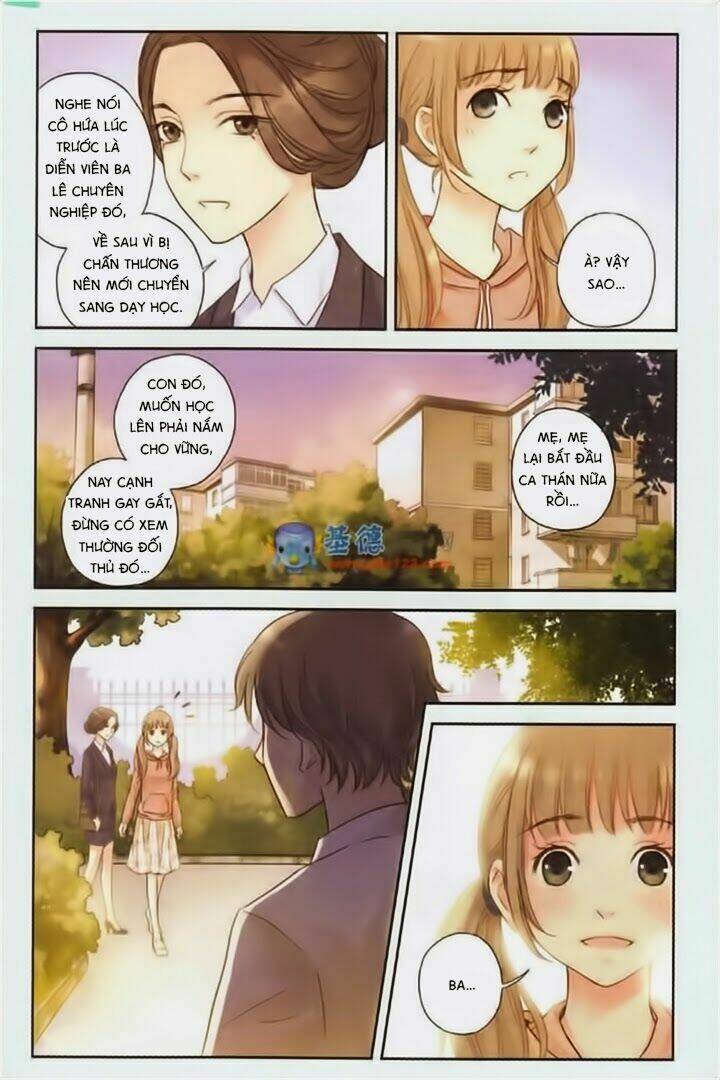 NGHE NÓI
CÔ HỨA LÚC
TRƯỚC LÀ
DIỄN VIÊN BA
LÊ CHUYÊN
NGHIỆP ĐÓ,
VỀ SAU VÌ BỊ
CHẤN THƯƠNG
NÊN MỚI CHUYỂN
SANG DẠY HỌC.
À? VẬY
SAO...
CON ĐÓ,
MUỐN HỌC
LÊN PHẢI NẮM
CHO VỮNG,
NAY CẠNH
TRANH GAY GẮT,
ĐỪNG CÓ XEM
THƯỜNG ĐỐI
THỦ ĐÓ...
MẸ, MẸ
LẠI BẮT ĐẦU
CA THÁN NỮA
RỒI...
基德
BA...